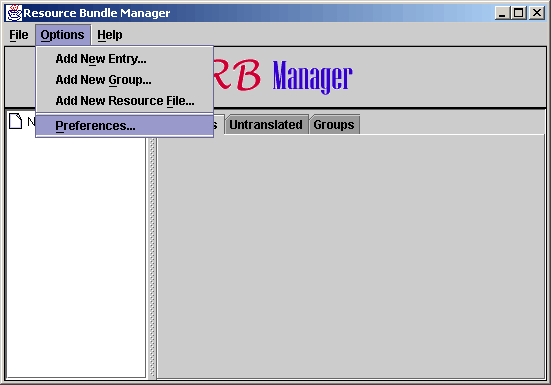 Resource Bundle Manager
File Options Help
Add New Entry...
Add New Group...
Add New Resource File...
Preferences...
RB Manager
Untranslated Groups